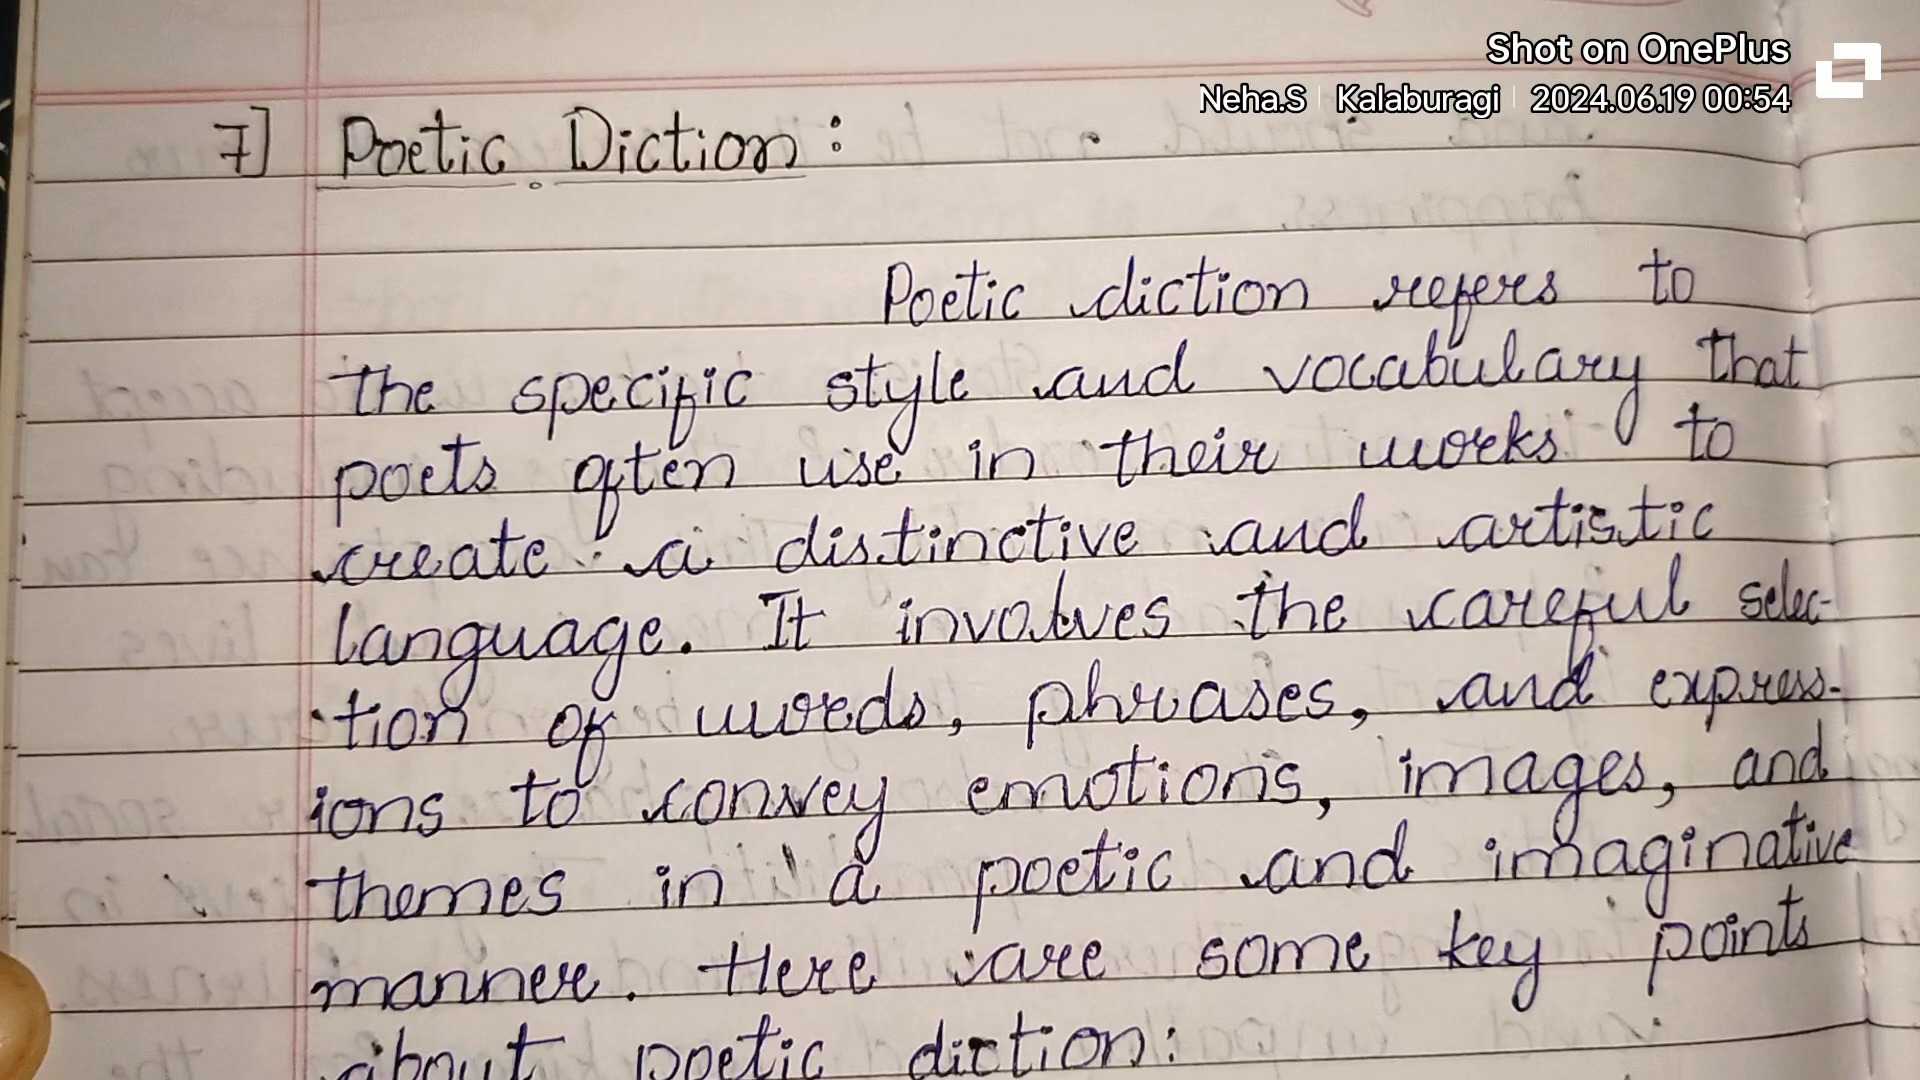 Shot on OnePlus
Neha.S | Kalaburagi | 2024.06.19 00:54
7] Poetic Diction:
Poetic diction refers to
the specific style and vocabulary that
poets often use in their works to
create a distinctive and artistic
language. It involves the careful selec-
tion of words, phrases, and express-
ions to convey emotions, images, and
themes in a poetic and imaginative
manner. Here are some key points
about poetic diction: